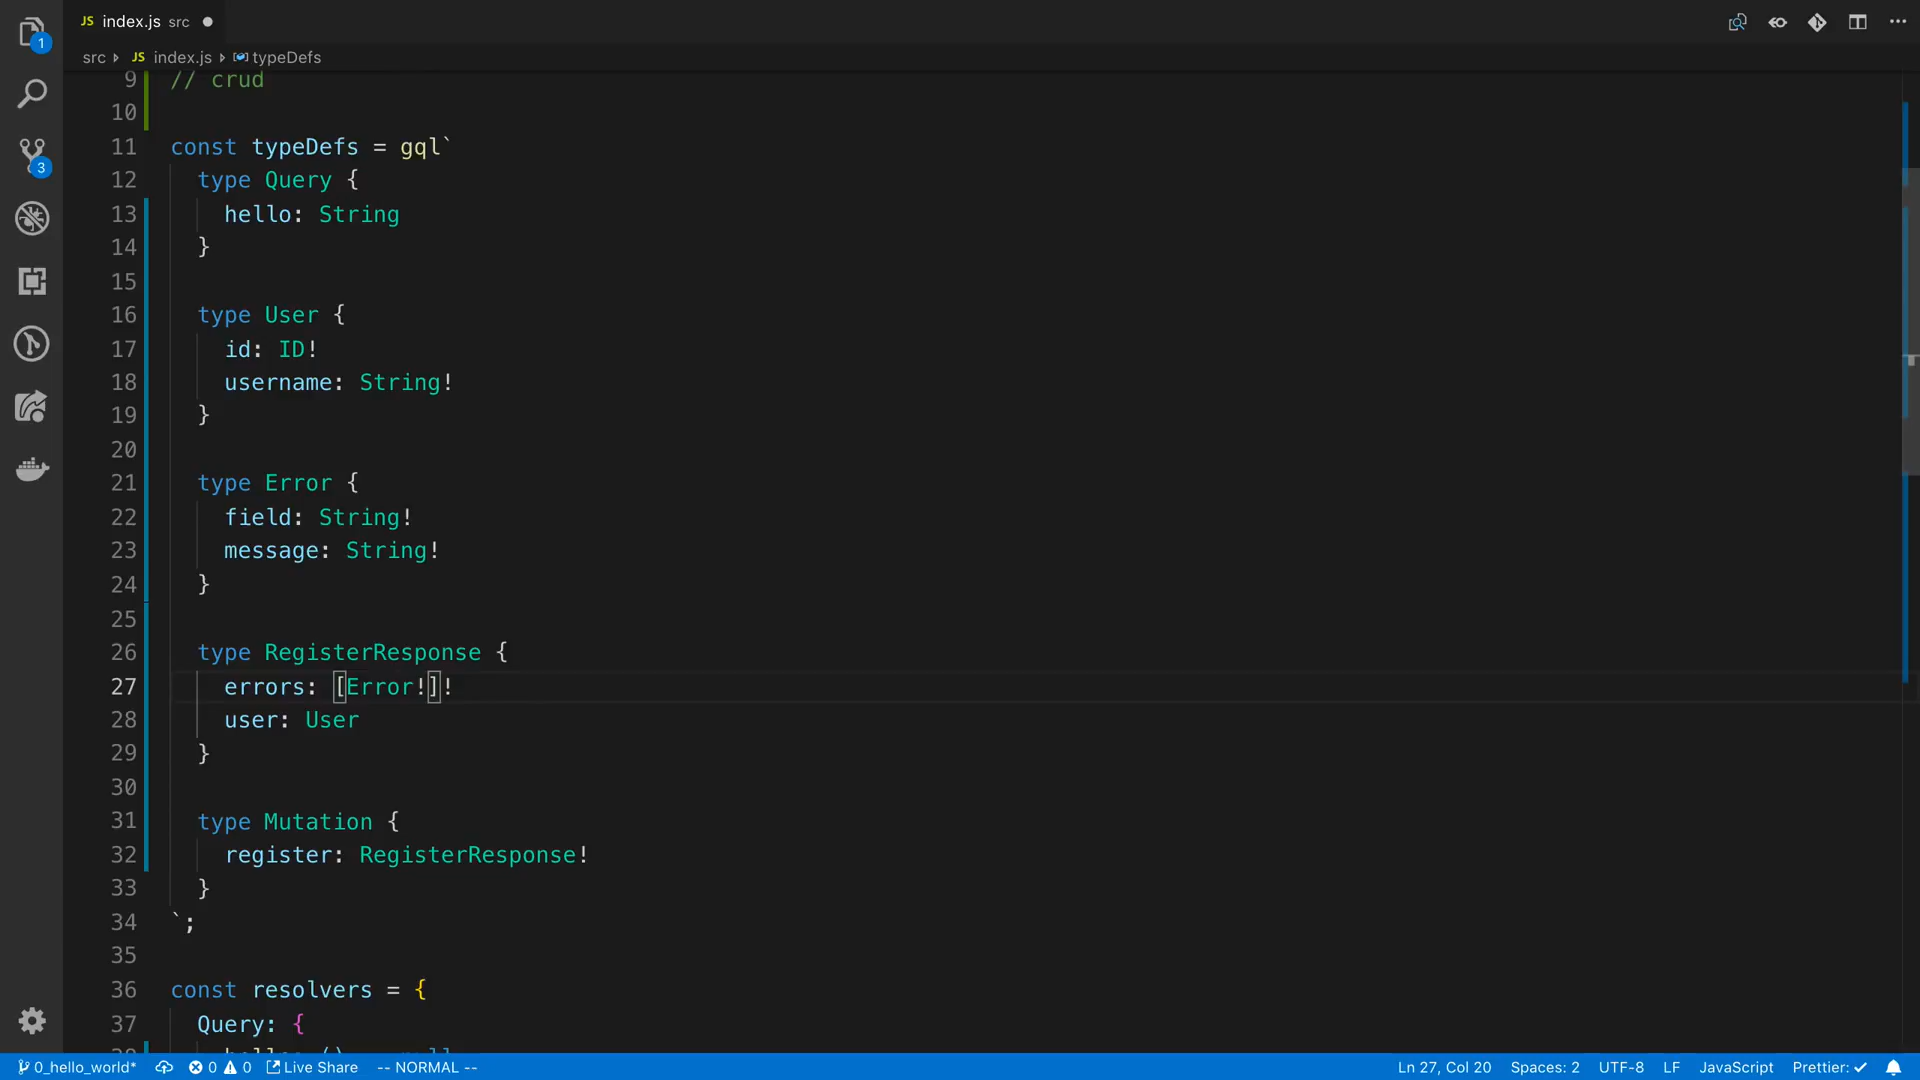 JS index.js src ●
src › JS index.js › typeDefs
1
3
9 // crud
10
11 const typeDefs = gql`
12 type Query {
13 hello: String
14 }
15
16 type User {
17 id: ID!
18 username: String!
19 }
20
21 type Error {
22 field: String!
23 message: String!
24 }
25
26 type RegisterResponse {
27 errors: [Error!]!
28 user: User
29 }
30
31 type Mutation {
32 register: RegisterResponse!
33 }
34 `;
35
36 const resolvers = {
37 Query: {
0_hello_world* 0 0 Live Share -- NORMAL -- Ln 27, Col 20 Spaces: 2 UTF-8 LF JavaScript Prettier: ✓